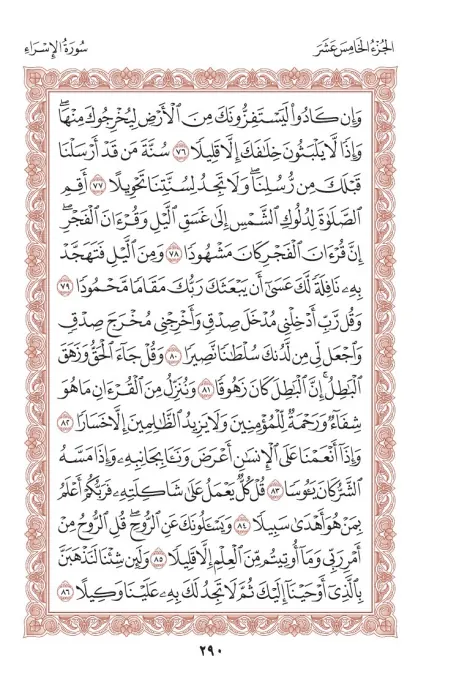 الجُزْءُ الخَامِسَ عَشَرَ
سُورَةُ الإِسْرَاءِ
وَإِن كَادُوا۟ لَيَسْتَفِزُّونَكَ مِنَ ٱلْأَرْضِ لِيُخْرِجُوكَ مِنْهَا ۖ
وَإِذًا لَّا يَلْبَثُونَ خِلَٰفَكَ إِلَّا قَلِيلًا ٧٦ سُنَّةَ مَن قَدْ أَرْسَلْنَا
قَبْلَكَ مِن رُّسُلِنَا ۖ وَلَا تَجِدُ لِسُنَّتِنَا تَحْوِيلًا ٧٧ أَقِمِ
ٱلصَّلَوٰةَ لِدُلُوكِ ٱلشَّمْسِ إِلَىٰ غَسَقِ ٱلَّيْلِ وَقُرْءَانَ ٱلْفَجْرِ ۖ
إِنَّ قُرْءَانَ ٱلْفَجْرِ كَانَ مَشْهُودًا ٧٨ وَمِنَ ٱلَّيْلِ فَتَهَجَّدْ
بِهِۦ نَافِلَةً لَّكَ عَسَىٰٓ أَن يَبْعَثَكَ رَبُّكَ مَقَامًا مَّحْمُودًا ٧٩
وَقُل رَّبِّ أَدْخِلْنِى مُدْخَلَ صِدْقٍ وَأَخْرِجْنِى مُخْرَجَ صِدْقٍ
وَٱجْعَل لِّى مِن لَّدُنكَ سُلْطَٰنًا نَّصِيرًا ٨٠ وَقُلْ جَآءَ ٱلْحَقُّ وَزَهَقَ
ٱلْبَٰطِلُ ۚ إِنَّ ٱلْبَٰطِلَ كَانَ زَهُوقًا ٨١ وَنُنَزِّلُ مِنَ ٱلْقُرْءَانِ مَا هُوَ
شِفَآءٌ وَرَحْمَةٌ لِّلْمُؤْمِنِينَ ۙ وَلَا يَزِيدُ ٱلظَّٰلِمِينَ إِلَّا خَسَارًا ٨٢
وَإِذَآ أَنْعَمْنَا عَلَى ٱلْإِنسَٰنِ أَعْرَضَ وَنَـَٔا بِجَانِبِهِۦ ۖ وَإِذَا مَسَّهُ
ٱلشَّرُّ كَانَ يَـُٔوسًا ٨٣ قُلْ كُلٌّ يَعْمَلُ عَلَىٰ شَاكِلَتِهِۦ فَرَبُّكُمْ أَعْلَمُ
بِمَنْ هُوَ أَهْدَىٰ سَبِيلًا ٨٤ وَيَسْـَٔلُونَكَ عَنِ ٱلرُّوحِ ۖ قُلِ ٱلرُّوحُ مِنْ
أَمْرِ رَبِّى وَمَآ أُوتِيتُم مِّنَ ٱلْعِلْمِ إِلَّا قَلِيلًا ٨٥ وَلَئِن شِئْنَا لَنَذْهَبَنَّ
بِٱلَّذِىٓ أَوْحَيْنَآ إِلَيْكَ ثُمَّ لَا تَجِدُ لَكَ بِهِۦ عَلَيْنَا وَكِيلًا ٨٦
٢٩٠